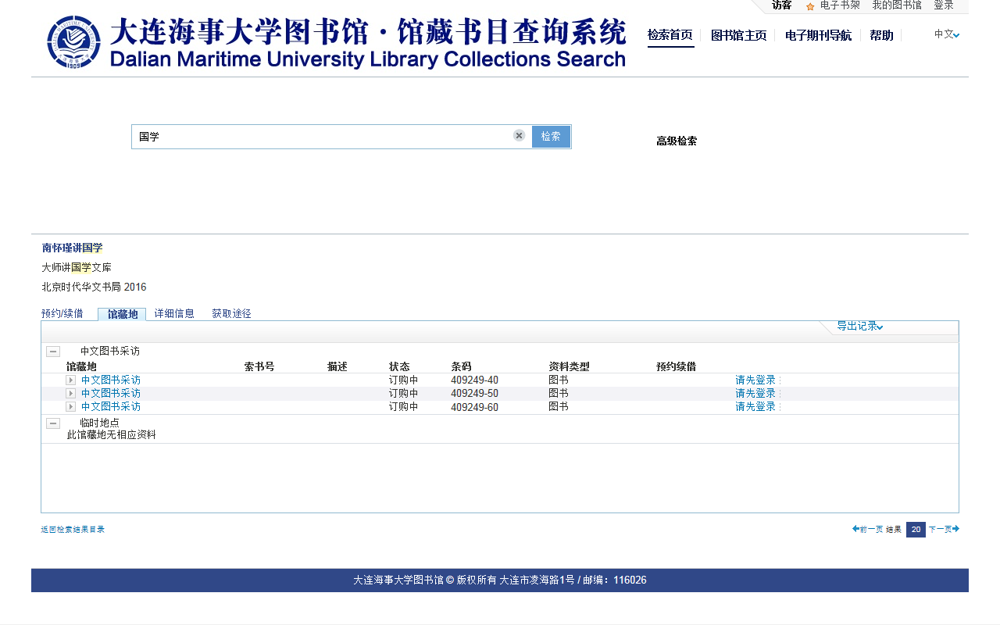 访客 电子书架 我的图书馆 登录
大连海事大学图书馆·馆藏书目查询系统
Dalian Maritime University Library Collections Search
1909
检索首页 图书馆主页 电子期刊导航 帮助 中文
国学 检索
高级检索
南怀瑾讲国学
大师讲国学文库
北京时代华文书局 2016
预约/续借 馆藏地 详细信息 获取途径
导出记录
中文图书采访
馆藏地 索书号 描述 状态 条码 资料类型 预约续借
中文图书采访 订购中 409249-40 图书 请先登录
中文图书采访 订购中 409249-50 图书 请先登录
中文图书采访 订购中 409249-60 图书 请先登录
临时地点
此馆藏地无相应资料
返回检索结果目录 前一页 结果 20 下一页
大连海事大学图书馆 © 版权所有 大连市凌海路1号 / 邮编：116026